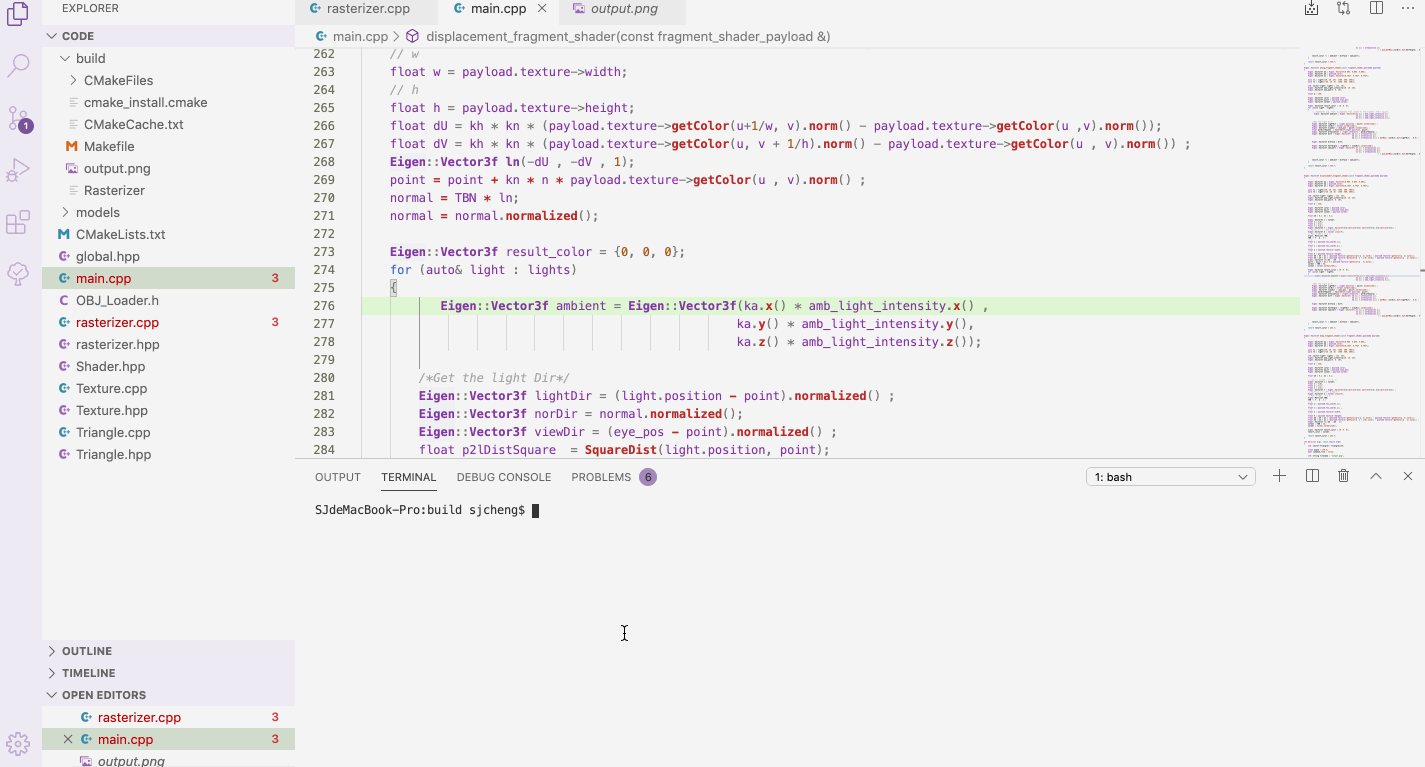 EXPLORER
CODE
build
CMakeFiles
cmake_install.cmake
CMakeCache.txt
Makefile
output.png
Rasterizer
models
CMakeLists.txt
global.hpp
main.cpp 3
OBJ_Loader.h
rasterizer.cpp 3
rasterizer.hpp
Shader.hpp
Texture.cpp
Texture.hpp
Triangle.cpp
Triangle.hpp
OUTLINE
TIMELINE
OPEN EDITORS
rasterizer.cpp 3
main.cpp 3
output.png
1
rasterizer.cpp main.cpp output.png
main.cpp > displacement_fragment_shader(const fragment_shader_payload &)
262 // w
263 float w = payload.texture->width;
264 // h
265 float h = payload.texture->height;
266 float dU = kh * kn * (payload.texture->getColor(u+1/w, v).norm() - payload.texture->getColor(u ,v).norm());
267 float dV = kh * kn * (payload.texture->getColor(u, v + 1/h).norm() - payload.texture->getColor(u , v).norm()) ;
268 Eigen::Vector3f ln(-dU , -dV , 1);
269 point = point + kn * n * payload.texture->getColor(u , v).norm() ;
270 normal = TBN * ln;
271 normal = normal.normalized();
272
273 Eigen::Vector3f result_color = {0, 0, 0};
274 for (auto& light : lights)
275 {
276 Eigen::Vector3f ambient = Eigen::Vector3f(ka.x() * amb_light_intensity.x() ,
277 ka.y() * amb_light_intensity.y(),
278 ka.z() * amb_light_intensity.z());
279
280 /*Get the light Dir*/
281 Eigen::Vector3f lightDir = (light.position - point).normalized() ;
282 Eigen::Vector3f norDir = normal.normalized();
283 Eigen::Vector3f viewDir = (eye_pos - point).normalized() ;
284 float p2lDistSquare = SquareDist(light.position, point);
OUTPUT TERMINAL DEBUG CONSOLE PROBLEMS 6 1: bash
SJdeMacBook-Pro:build sjcheng$